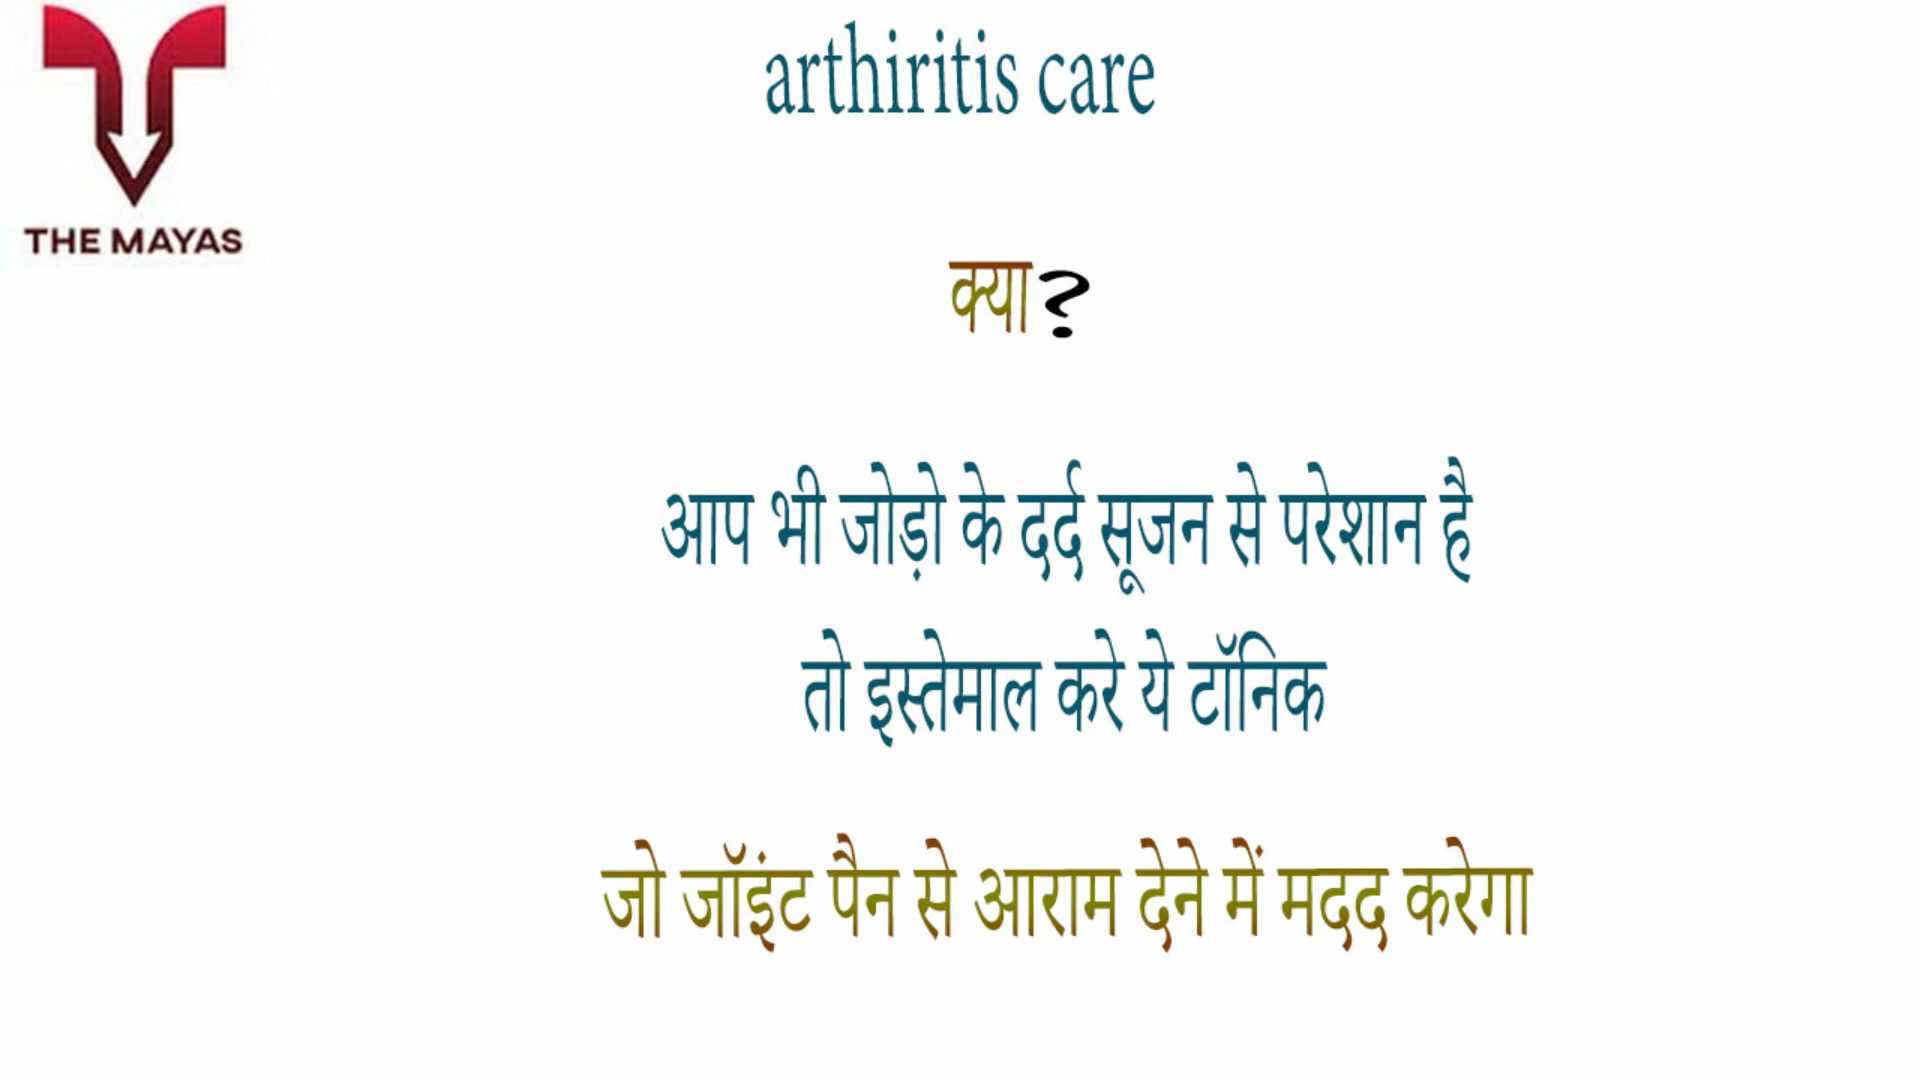 THE MAYAS
arthiritis care
क्या?
आप भी जोड़ो के दर्द सूजन से परेशान है
तो इस्तेमाल करे ये टॉनिक
जो जॉइंट पैन से आराम देने में मदद करेगा